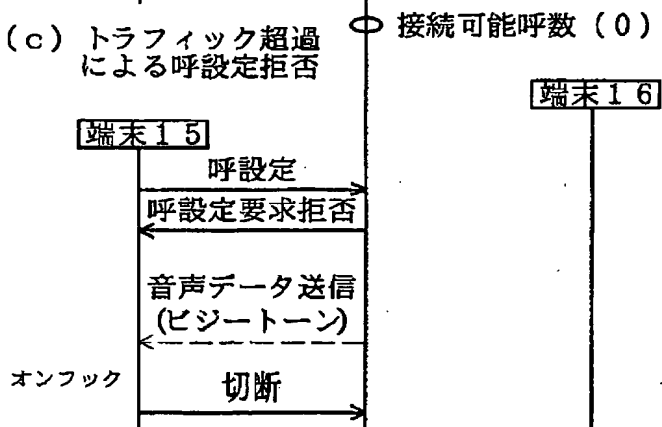 (c) トラフィック超過
による呼設定拒否
接続可能呼数(0)
端末16
端末15
呼設定
呼設定要求拒否
音声データ送信
(ビジートーン)
オンフック
切断